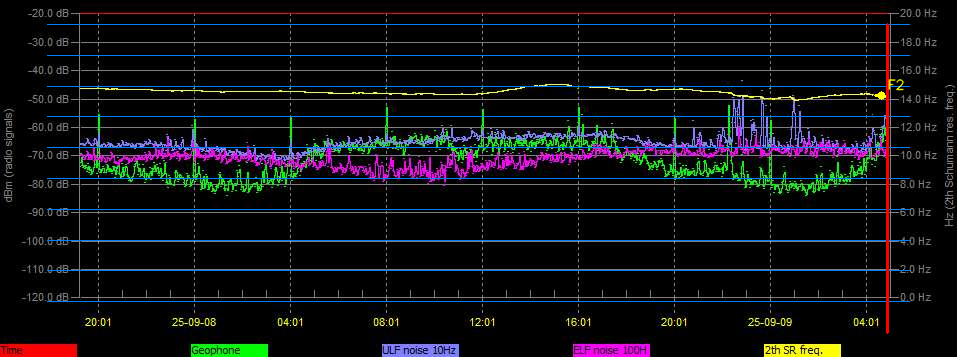 -20.0 dB 20.0 Hz
-30.0 dB 18.0 Hz
-40.0 dB 16.0 Hz
F2
-50.0 dB 14.0 Hz
-60.0 dB 12.0 Hz
-70.0 dB 10.0 Hz
-80.0 dB 8.0 Hz
-90.0 dB 6.0 Hz
-100.0 dB 4.0 Hz
-110.0 dB 2.0 Hz
-120.0 dB 0.0 Hz
dBm (radio signals)
Hz (2th Schumann res. freq.)
20:01 25-09-08 04:01 08:01 12:01 16:01 20:01 25-09-09 04:01
Time Geophone ULF noise 10Hz ELF noise 100H 2th SR freq.